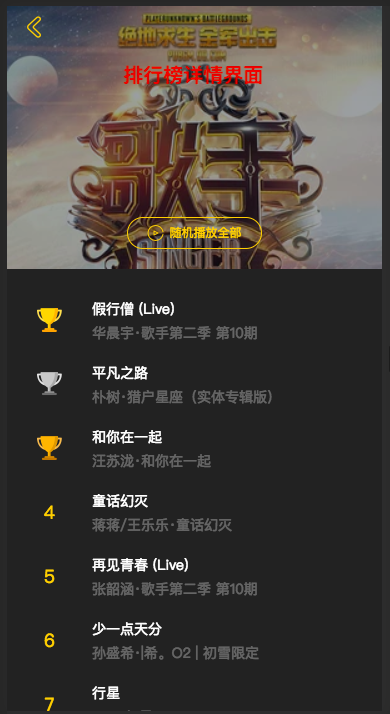 PLAYERUNKNOWN'S BATTLEGROUNDS
绝地求生 全军出击
PUBGM.QQ.COM
排行榜详情界面
歌手
随机播放全部
SINGER
假行僧 (Live)
华晨宇·歌手第二季 第10期
平凡之路
朴树·猎户星座（实体专辑版）
和你在一起
汪苏泷·和你在一起
4
童话幻灭
蒋蒋/王乐乐·童话幻灭
5
再见青春 (Live)
张韶涵·歌手第二季 第10期
6
少一点天分
孙盛希·|希。O2 | 初雪限定
7
行星